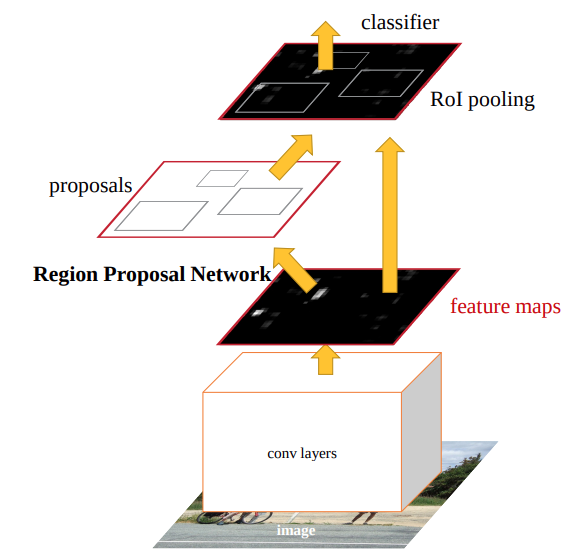 classifier
RoI pooling
proposals
Region Proposal Network
feature maps
conv layers
image